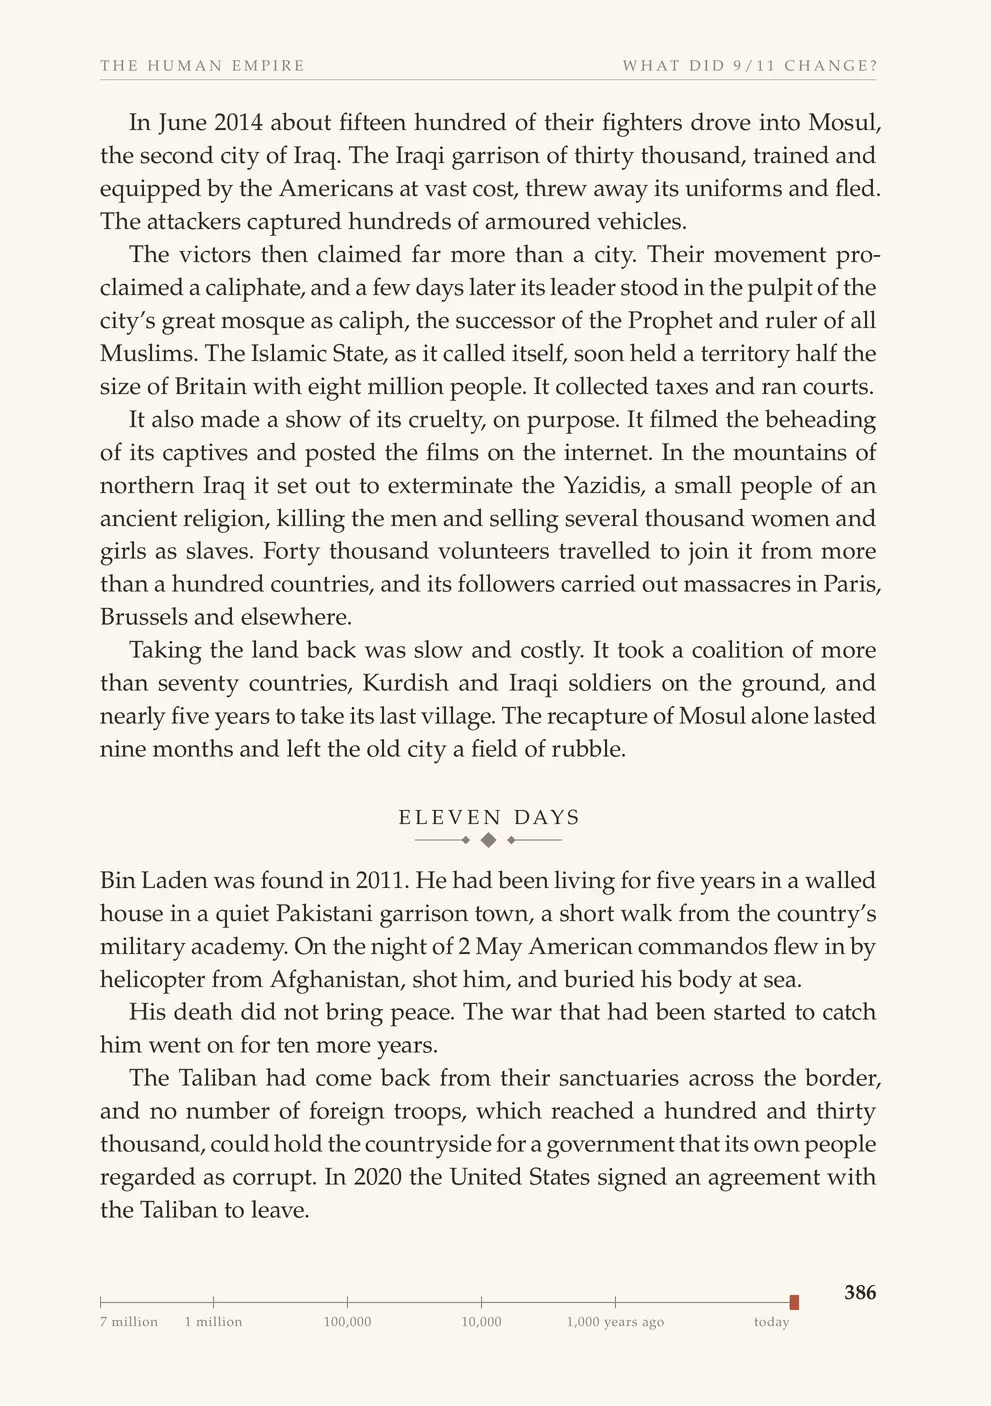 THE HUMAN EMPIRE
WHAT DID 9/11 CHANGE?
In June 2014 about fifteen hundred of their fighters drove into Mosul,
the second city of Iraq. The Iraqi garrison of thirty thousand, trained and
equipped by the Americans at vast cost, threw away its uniforms and fled.
The attackers captured hundreds of armoured vehicles.
The victors then claimed far more than a city. Their movement pro-
claimed a caliphate, and a few days later its leader stood in the pulpit of the
city’s great mosque as caliph, the successor of the Prophet and ruler of all
Muslims. The Islamic State, as it called itself, soon held a territory half the
size of Britain with eight million people. It collected taxes and ran courts.
It also made a show of its cruelty, on purpose. It filmed the beheading
of its captives and posted the films on the internet. In the mountains of
northern Iraq it set out to exterminate the Yazidis, a small people of an
ancient religion, killing the men and selling several thousand women and
girls as slaves. Forty thousand volunteers travelled to join it from more
than a hundred countries, and its followers carried out massacres in Paris,
Brussels and elsewhere.
Taking the land back was slow and costly. It took a coalition of more
than seventy countries, Kurdish and Iraqi soldiers on the ground, and
nearly five years to take its last village. The recapture of Mosul alone lasted
nine months and left the old city a field of rubble.
ELEVEN DAYS
Bin Laden was found in 2011. He had been living for five years in a walled
house in a quiet Pakistani garrison town, a short walk from the country’s
military academy. On the night of 2 May American commandos flew in by
helicopter from Afghanistan, shot him, and buried his body at sea.
His death did not bring peace. The war that had been started to catch
him went on for ten more years.
The Taliban had come back from their sanctuaries across the border,
and no number of foreign troops, which reached a hundred and thirty
thousand, could hold the countryside for a government that its own people
regarded as corrupt. In 2020 the United States signed an agreement with
the Taliban to leave.
386
7 million 1 million 100,000 10,000 1,000 years ago today